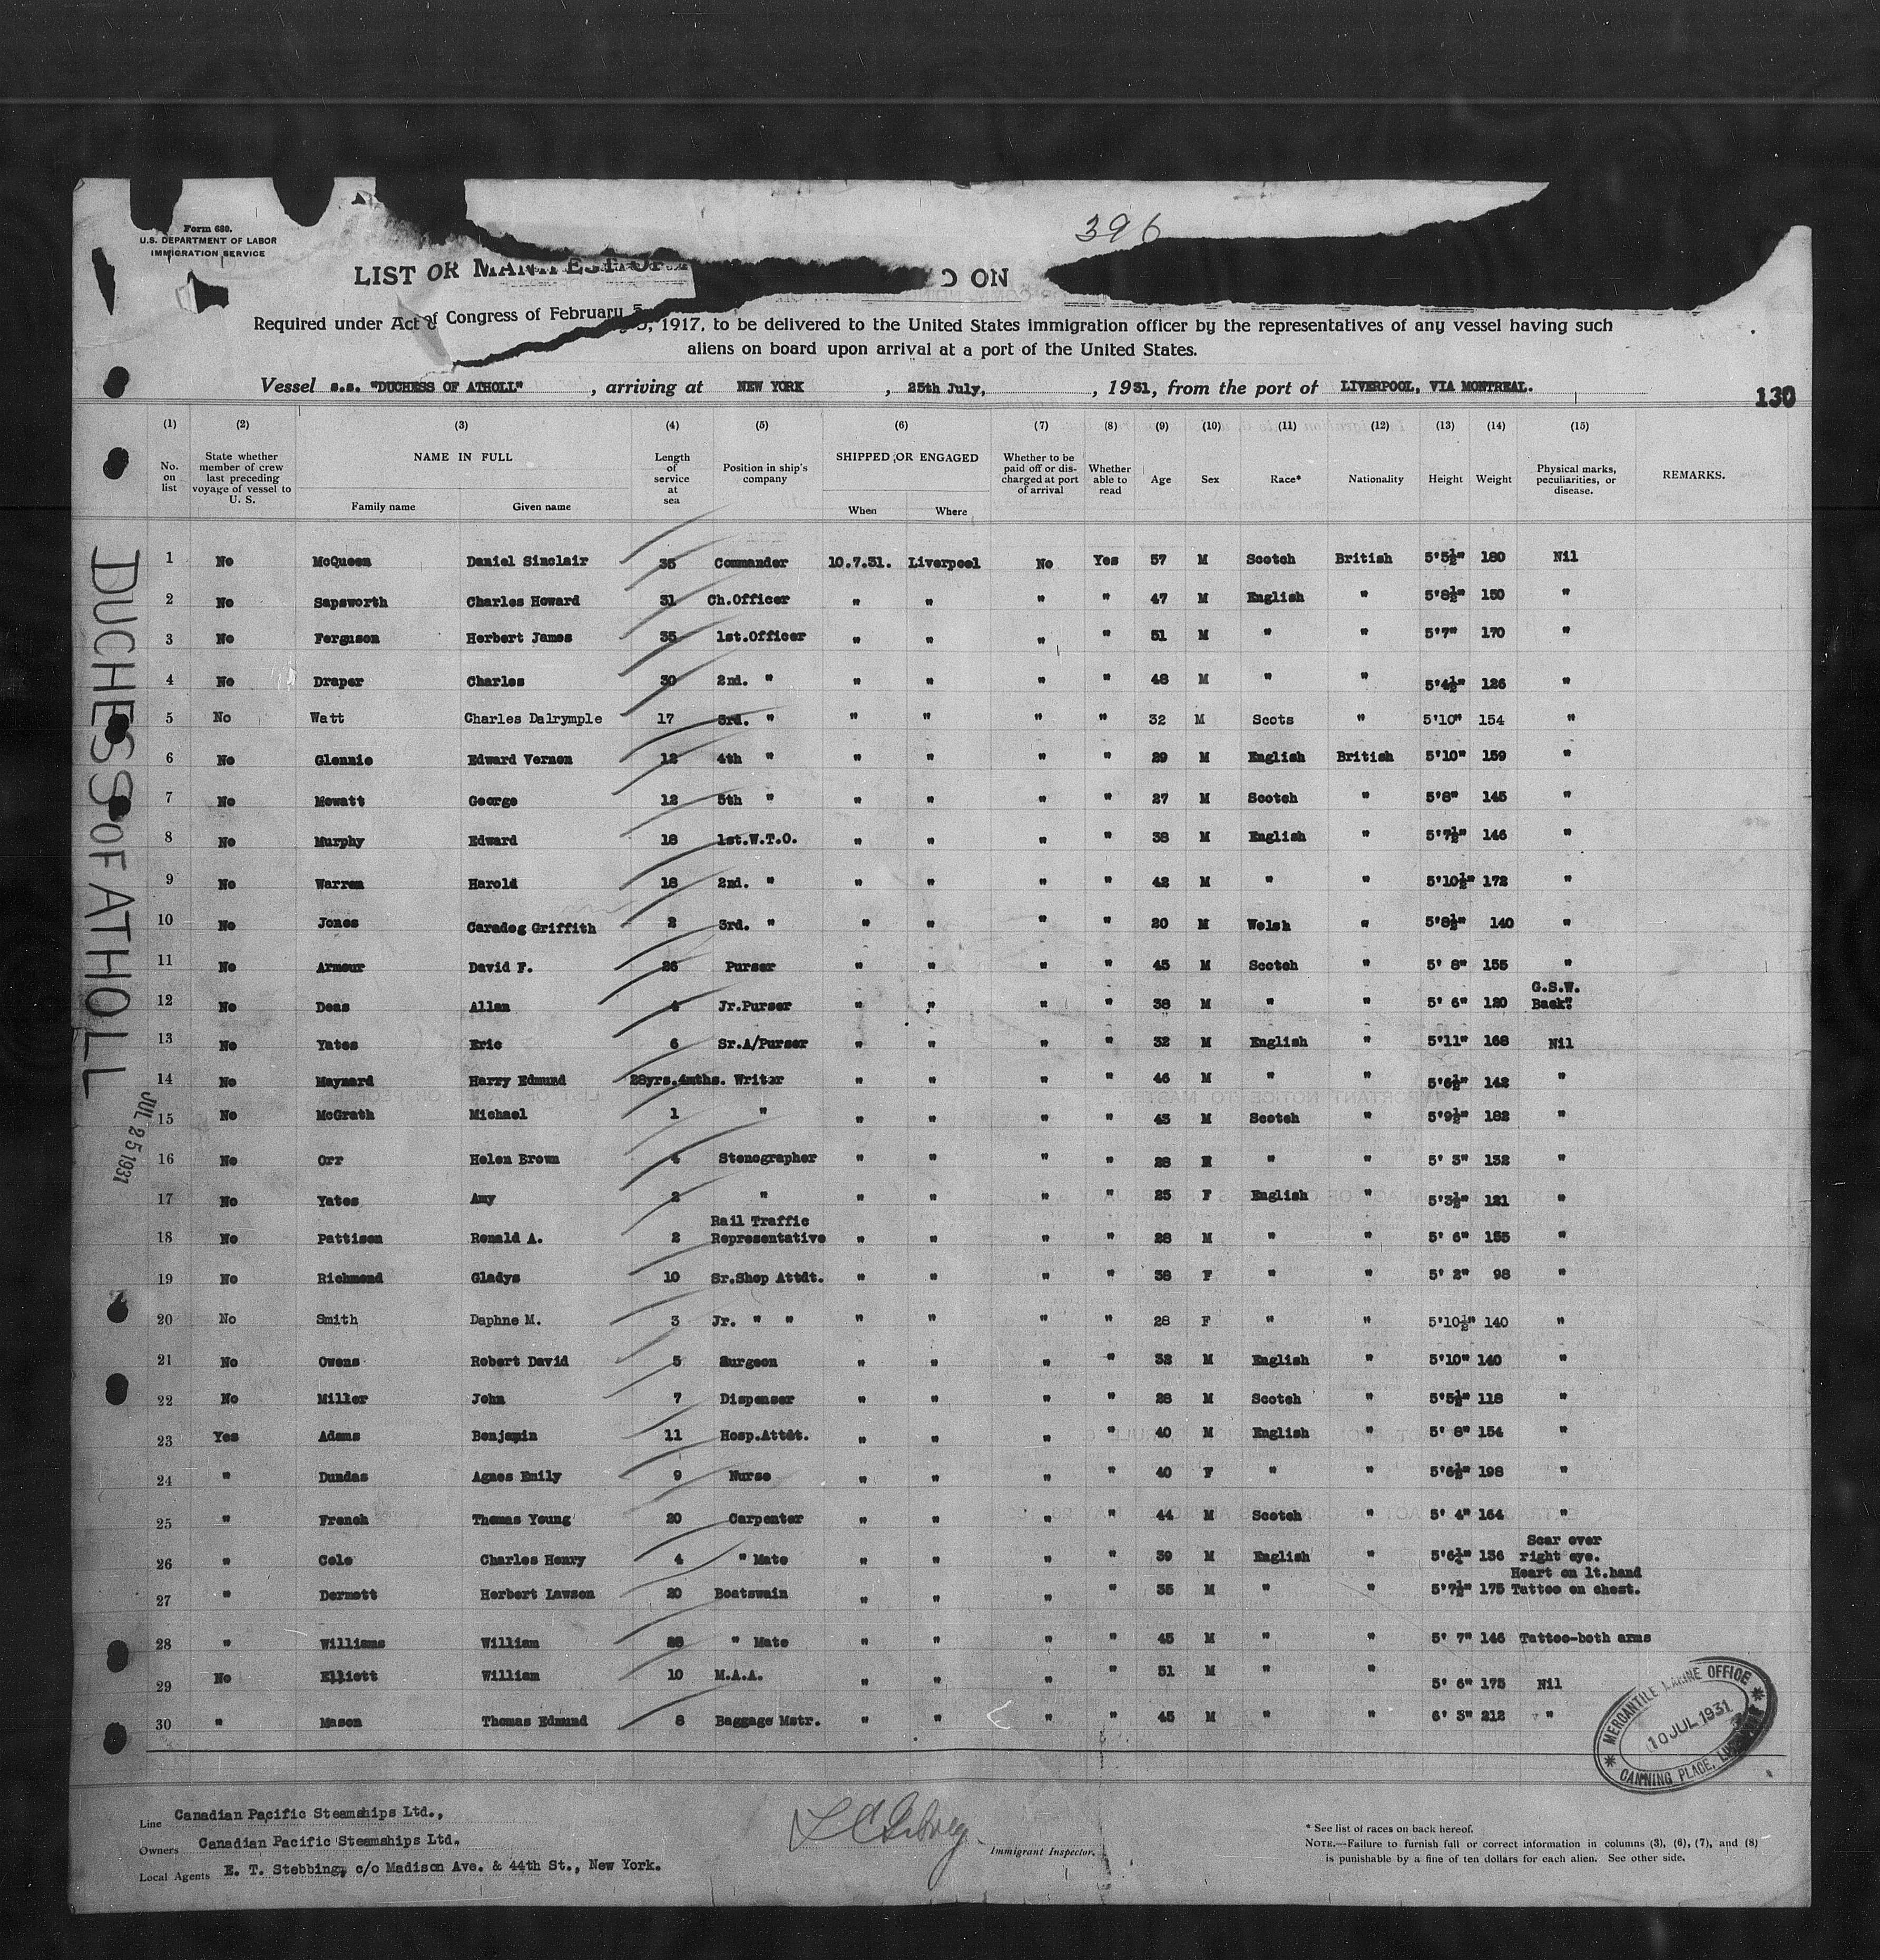 396
Form 680.
U.S. DEPARTMENT OF LABOR
IMMIGRATION SERVICE
LIST OR MANIFEST OF D ON
Required under Act of Congress of February 5, 1917, to be delivered to the United States immigration officer by the representatives of any vessel having such
aliens on board upon arrival at a port of the United States.
Vessel s.s. "DUCHESS OF ATHOLL" , arriving at NEW YORK , 25th July, , 1931, from the port of LIVERPOOL, VIA MONTREAL.
130
(1) (2) (3) (4) (5) (6) (7) (8) (9) (10) (11) (12) (13) (14) (15)
No. on list State whether member of crew last preceding voyage of vessel to U. S. NAME IN FULL Family name Given name Length of service at sea Position in ship's company SHIPPED OR ENGAGED When Where Whether to be paid off or discharged at port of arrival Whether able to read Age Sex Race* Nationality Height Weight Physical marks, peculiarities, or disease. REMARKS.
1 No McQueen Daniel Sinclair 35 Commander 10.7.31. Liverpool No Yes 57 M Scotch British 5'5½" 180 Nil
2 No Sapsworth Charles Howard 31 Ch.Officer " " " " 47 M English " 5'8½" 150 "
3 No Ferguson Herbert James 35 1st.Officer " " " " 51 M " " 5'7" 170 "
4 No Draper Charles 30 2nd. " " " " " 48 M " " 5'4½" 126 "
5 No Watt Charles Dalrymple 17 3rd. " " " " " 32 M Scots " 5'10" 154 "
6 No Glennie Edward Vernon 12 4th " " " " " 29 M English British 5'10" 159 "
7 No Mowatt George 12 5th " " " " " 27 M Scotch " 5'8" 145 "
8 No Murphy Edward 18 1st.W.T.O. " " " " 38 M English " 5'7½" 146 "
9 No Warren Harold 18 2nd. " " " " " 42 M " " 5'10½" 172 "
10 No Jones Caradog Griffith 2 3rd. " " " " " 20 M Welsh " 5'8½" 140 "
11 No Armour David F. 26 Purser " " " " 45 M Scotch " 5' 8" 155 "
12 No Deas Allan 4 Jr.Purser " " " " 38 M " " 5' 6" 120 G.S.W. Back."
13 No Yates Eric 6 Sr.A/Purser " " " " 32 M English " 5'11" 168 Nil
14 No Maynard Harry Edmund 28yrs.4mths. Writer " " " " 46 M " " 5'6½" 142 "
15 No McGrath Michael 1 " " " " " 43 M Scotch " 5'9½" 182 "
16 No Orr Helen Brown 4 Stenographer " " " " 28 F " " 5' 3" 132 "
17 No Yates Amy 2 " " " " " 25 F English " 5'3½" 121 "
18 No Pattison Ronald A. 2 Rail Traffic Representative " " " " 28 M " " 5' 6" 155 "
19 No Richmond Gladys 10 Sr.Shop Attdt. " " " " 38 F " " 5' 2" 98 "
20 No Smith Daphne M. 3 Jr. " " " " " " 28 F " " 5'10½" 140 "
21 No Owens Robert David 5 Surgeon " " " " 32 M English " 5'10" 140 "
22 No Miller John 7 Dispenser " " " " 28 M Scotch " 5'5½" 118 "
23 Yes Adams Benjamin 11 Hosp.Attdt. " " " " 40 M English " 5' 8" 154 "
24 " Dundas Agnes Emily 9 Nurse " " " " 40 F " " 5'6½" 198 "
25 " French Thomas Young 20 Carpenter " " " " 44 M Scotch " 5' 4" 164 "
26 " Cole Charles Henry 4 " Mate " " " " 39 M English " 5'6½" 136 Scar over right eye.
27 " Dermott Herbert Lawson 20 Boatswain " " " " 35 M " " 5'7½" 175 Heart on lt.hand Tattoo on chest.
28 " Williams William 28 " Mate " " " " 45 M " " 5' 7" 146 Tattoo-both arms
29 No Elliott William 10 M.A.A. " " " " 51 M " " 5' 6" 175 Nil
30 " Mason Thomas Edmund 8 Baggage Mstr. " " " " 45 M " " 6' 3" 212 "
DUCHESS OF ATHOLL
JUL 25 1931
MERCANTILE MARINE OFFICE
10 JUL 1931
CANNING PLACE,
Line Canadian Pacific Steamships Ltd.,
Owners Canadian Pacific Steamships Ltd.
Local Agents E. T. Stebbing, c/o Madison Ave. & 44th St., New York.
Immigrant Inspector.
* See list of races on back hereof.
NOTE.—Failure to furnish full or correct information in columns (3), (6), (7), and (8)
is punishable by a fine of ten dollars for each alien. See other side.